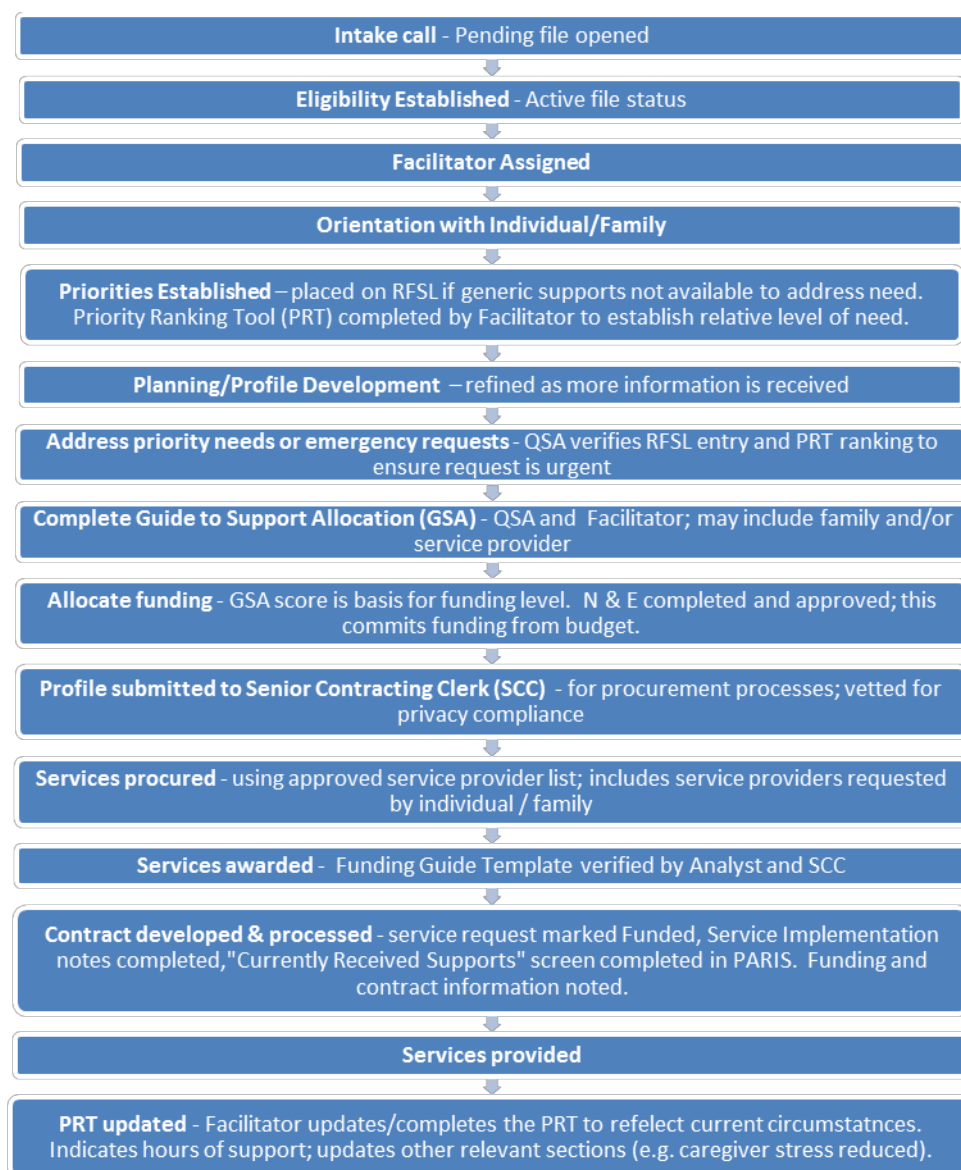 Intake call - Pending file opened
Eligibility Established - Active file status
Facilitator Assigned
Orientation with Individual/Family
Priorities Established – placed on RFSL if generic supports not available to address need.
Priority Ranking Tool (PRT) completed by Facilitator to establish relative level of need.
Planning/Profile Development – refined as more information is received
Address priority needs or emergency requests - QSA verifies RFSL entry and PRT ranking to
ensure request is urgent
Complete Guide to Support Allocation (GSA) - QSA and Facilitator; may include family and/or
service provider
Allocate funding - GSA score is basis for funding level. N & E completed and approved; this
commits funding from budget.
Profile submitted to Senior Contracting Clerk (SCC) - for procurement processes; vetted for
privacy compliance
Services procured - using approved service provider list; includes service providers requested
by individual / family
Services awarded - Funding Guide Template verified by Analyst and SCC
Contract developed & processed - service request marked Funded, Service Implementation
notes completed,"Currently Received Supports" screen completed in PARIS. Funding and
contract information noted.
Services provided
PRT updated - Facilitator updates/completes the PRT to refelect current circumstatnces.
Indicates hours of support; updates other relevant sections (e.g. caregiver stress reduced).